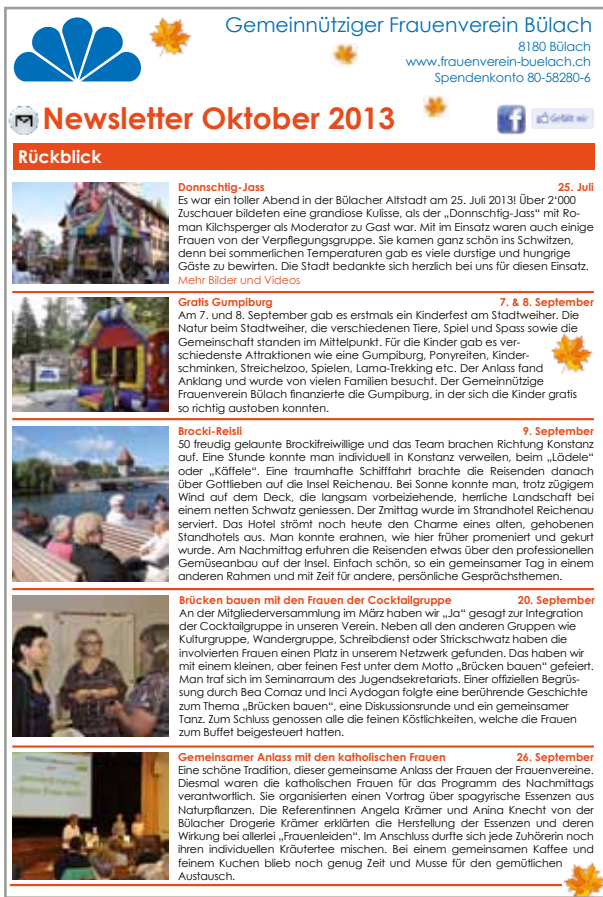 Gemeinnütziger Frauenverein Bülach
8180 Bülach
www.frauenverein-buelach.ch
Spendenkonto 80-58280-6
Newsletter Oktober 2013
Gefällt mir
Rückblick
Donnschtig-Jass 25. Juli
Es war ein toller Abend in der Bülacher Altstadt am 25. Juli 2013! Über 2'000
Zuschauer bildeten eine grandiose Kulisse, als der „Donnschtig-Jass" mit Ro-
man Kilchsperger als Moderator zu Gast war. Mit im Einsatz waren auch einige
Frauen von der Verpflegungsgruppe. Sie kamen ganz schön ins Schwitzen,
denn bei sommerlichen Temperaturen gab es viele durstige und hungrige
Gäste zu bewirten. Die Stadt bedankte sich herzlich bei uns für diesen Einsatz.
Mehr Bilder und Videos
Gratis Gumpiburg 7. & 8. September
Am 7. und 8. September gab es erstmals ein Kinderfest am Stadtweiher. Die
Natur beim Stadtweiher, die verschiedenen Tiere, Spiel und Spass sowie die
Gemeinschaft standen im Mittelpunkt. Für die Kinder gab es ver-
schiedenste Attraktionen wie eine Gumpiburg, Ponyreiten, Kinder-
schminken, Streichelzoo, Spielen, Lama-Trekking etc. Der Anlass fand
Anklang und wurde von vielen Familien besucht. Der Gemeinnützige
Frauenverein Bülach finanzierte die Gumpiburg, in der sich die Kinder gratis
so richtig austoben konnten.
Brocki-Reisli 9. September
50 freudig gelaunte Brockifreiwillige und das Team brachen Richtung Konstanz
auf. Eine Stunde konnte man individuell in Konstanz verweilen, beim „Lädele"
oder „Käffele". Eine traumhafte Schifffahrt brachte die Reisenden danach
über Gottlieben auf die Insel Reichenau. Bei Sonne konnte man, trotz zügigem
Wind auf dem Deck, die langsam vorbeiziehende, herrliche Landschaft bei
einem netten Schwatz geniessen. Der Zmittag wurde im Strandhotel Reichenau
serviert. Das Hotel strömt noch heute den Charme eines alten, gehobenen
Standhotels aus. Man konnte erahnen, wie hier früher promeniert und gekurt
wurde. Am Nachmittag erfuhren die Reisenden etwas über den professionellen
Gemüseanbau auf der Insel. Einfach schön, so ein gemeinsamer Tag in einem
anderen Rahmen und mit Zeit für andere, persönliche Gesprächsthemen.
Brücken bauen mit den Frauen der Cocktailgruppe 20. September
An der Mitgliederversammlung im März haben wir „Ja" gesagt zur Integration
der Cocktailgruppe in unseren Verein. Neben all den anderen Gruppen wie
Kulturgruppe, Wandergruppe, Schreibdienst oder Strickschwatz haben die
involvierten Frauen einen Platz in unserem Netzwerk gefunden. Das haben wir
mit einem kleinen, aber feinen Fest unter dem Motto „Brücken bauen" gefeiert.
Man traf sich im Seminarraum des Jugendsekretariats. Einer offiziellen Begrüs-
sung durch Bea Cornaz und Inci Aydogan folgte eine berührende Geschichte
zum Thema „Brücken bauen", eine Diskussionsrunde und ein gemeinsamer
Tanz. Zum Schluss genossen alle die feinen Köstlichkeiten, welche die Frauen
zum Buffet beigesteuert hatten.
Gemeinsamer Anlass mit den katholischen Frauen 26. September
Eine schöne Tradition, dieser gemeinsame Anlass der Frauen der Frauenvereine.
Diesmal waren die katholischen Frauen für das Programm des Nachmittags
verantwortlich. Sie organisierten einen Vortrag über spagyrische Essenzen aus
Naturpflanzen. Die Referentinnen Angela Krämer und Anina Knecht von der
Bülacher Drogerie Krämer erklärten die Herstellung der Essenzen und deren
Wirkung bei allerlei „Frauenleiden". Im Anschluss durfte sich jede Zuhörerin noch
ihren individuellen Kräutertee mischen. Bei einem gemeinsamen Kaffee und
feinem Kuchen blieb noch genug Zeit und Musse für den gemütlichen
Austausch.